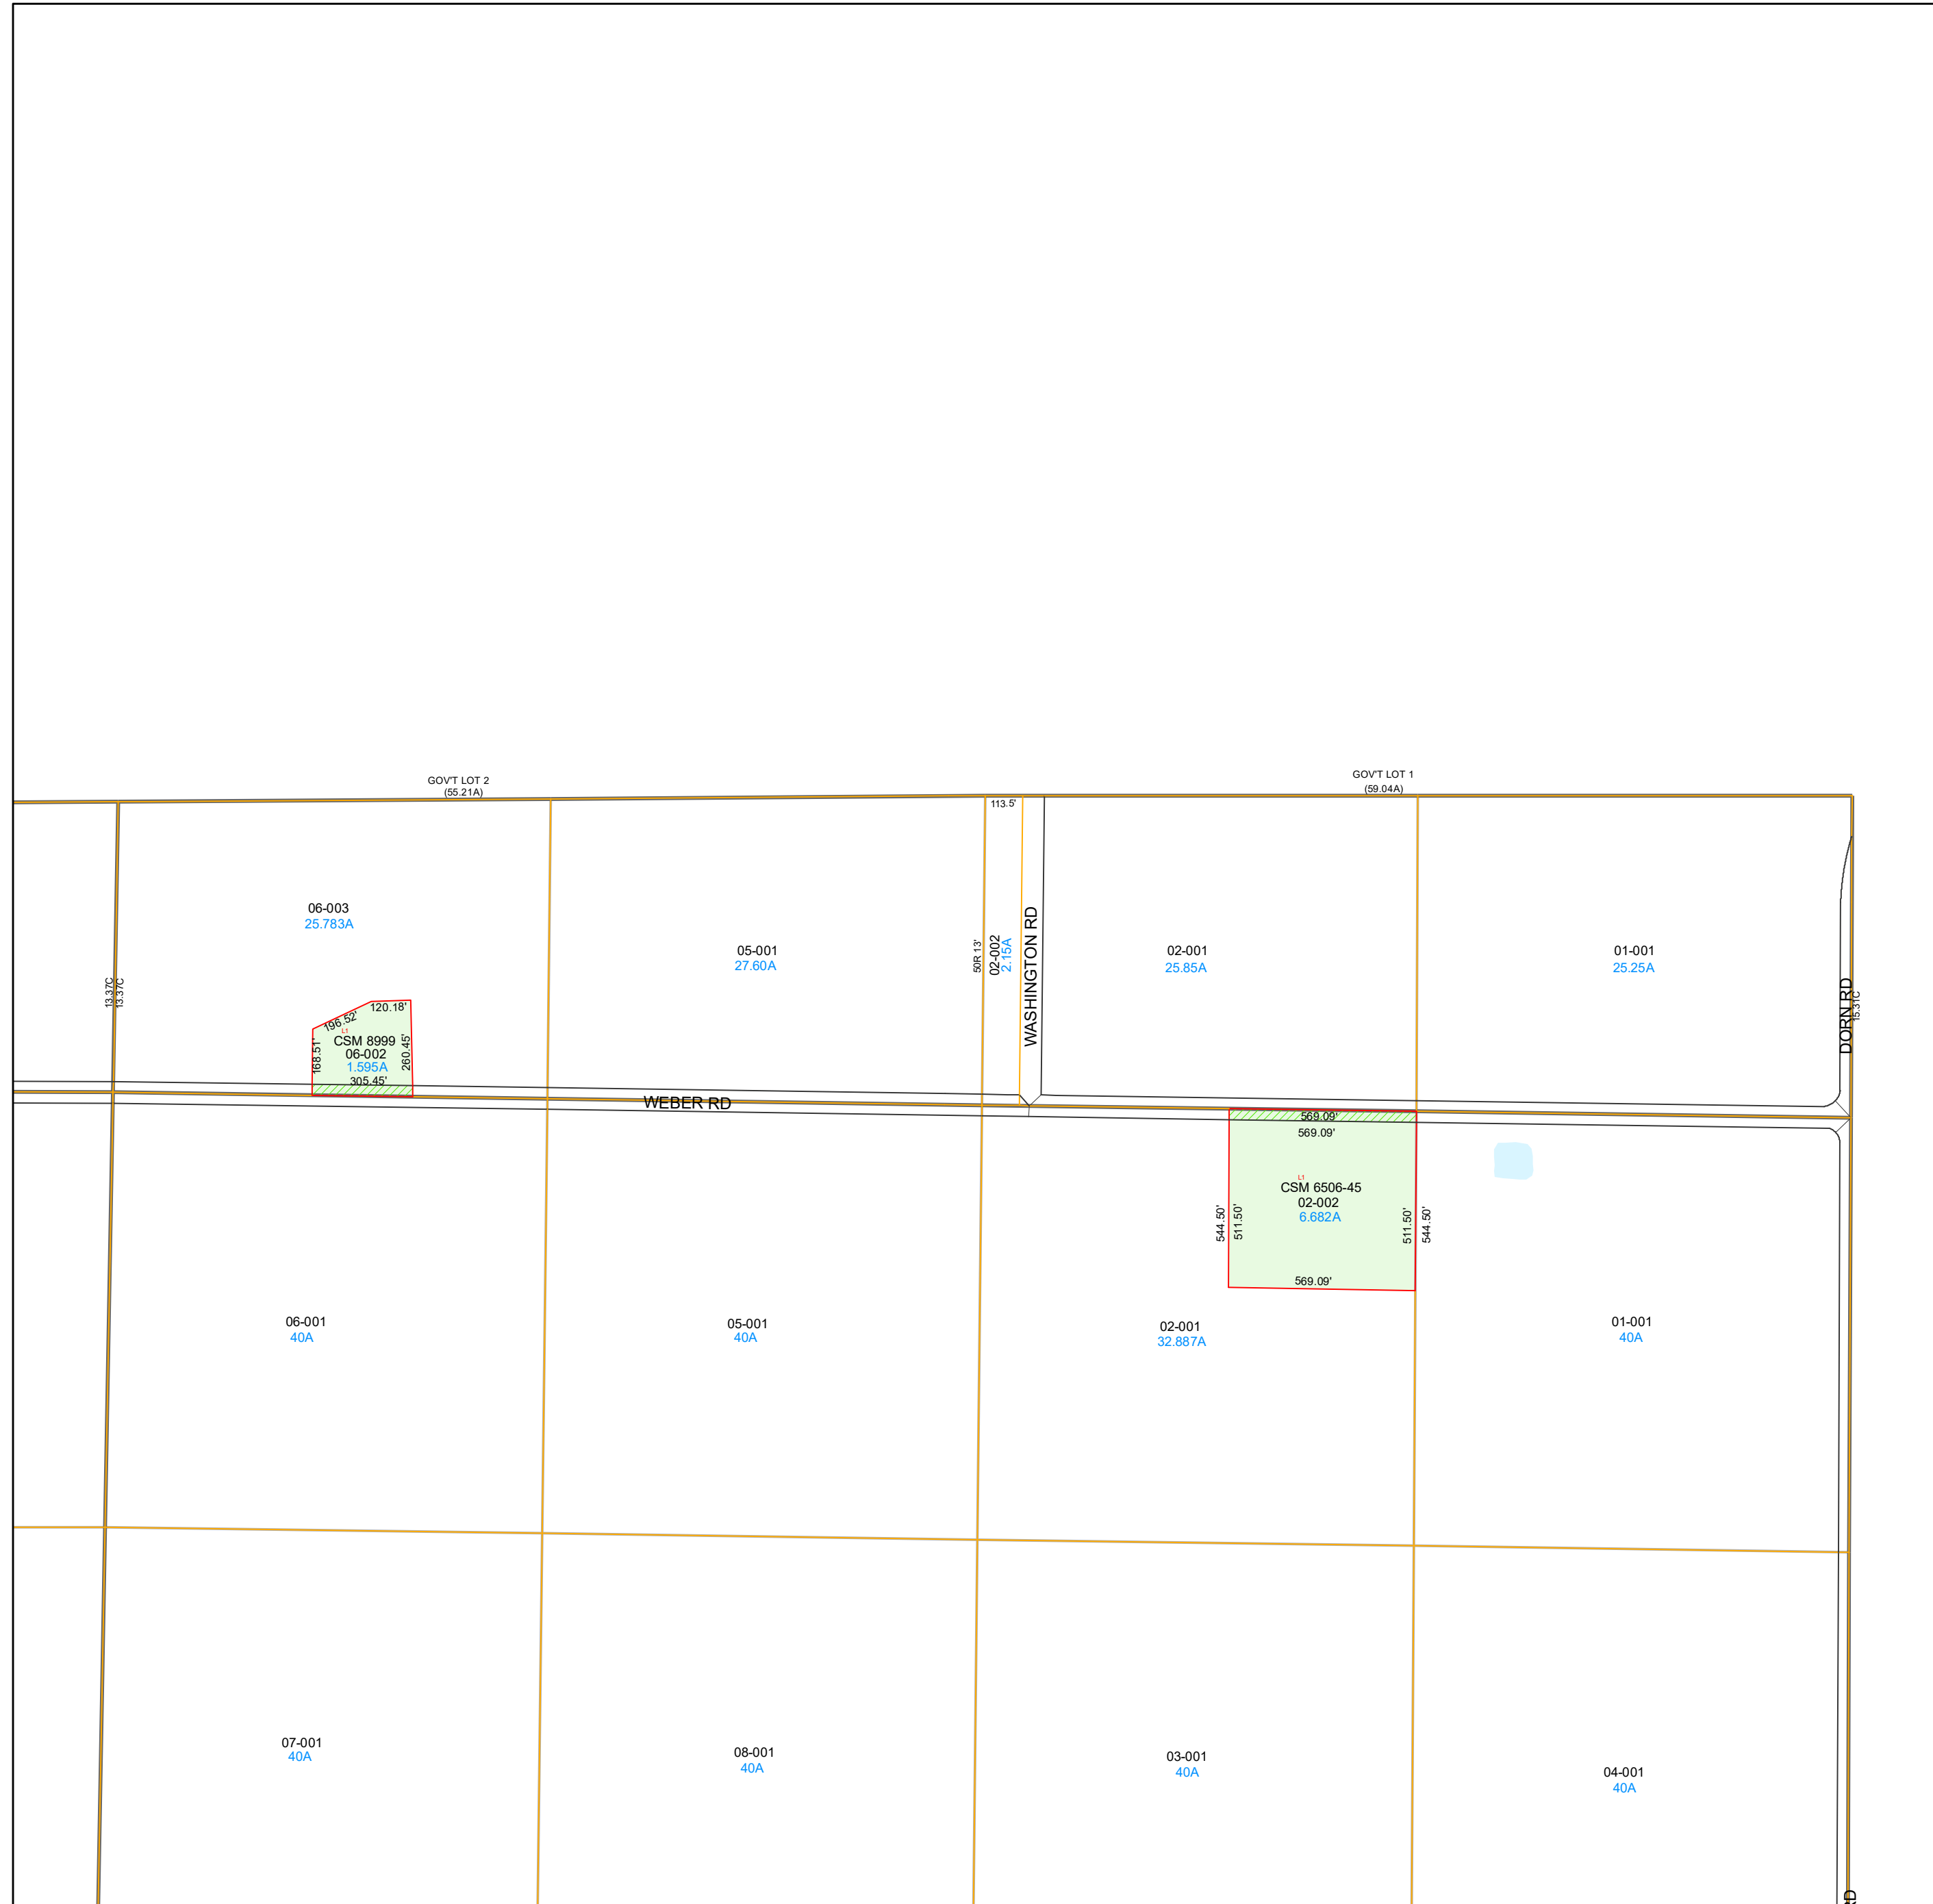 GOV'T LOT 2
(55.21A)
GOV'T LOT 1
(59.04A)
113.5'
06-003
25.783A
05-001
27.60A
50R 13'
02-002
2.15A
WASHINGTON RD
02-001
25.85A
01-001
25.25A
DORN RD
15.31C
13.37C
13.37C
196.52'
120.18'
L1
CSM 8999
06-002
1.595A
168.51'
260.45'
305.45'
WEBER RD
569.09'
569.09'
L1
CSM 6506-45
02-002
6.682A
544.50'
511.50'
511.50'
544.50'
569.09'
06-001
40A
05-001
40A
02-001
32.887A
01-001
40A
07-001
40A
08-001
40A
03-001
40A
04-001
40A
RD